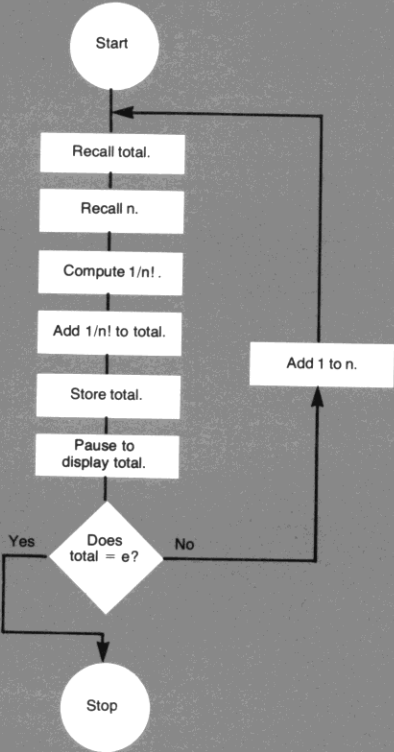 Start
Recall total.
Recall n.
Compute 1/n! .
Add 1/n! to total.
Add 1 to n.
Store total.
Pause to
display total.
Does
total = e?
Yes
No
Stop